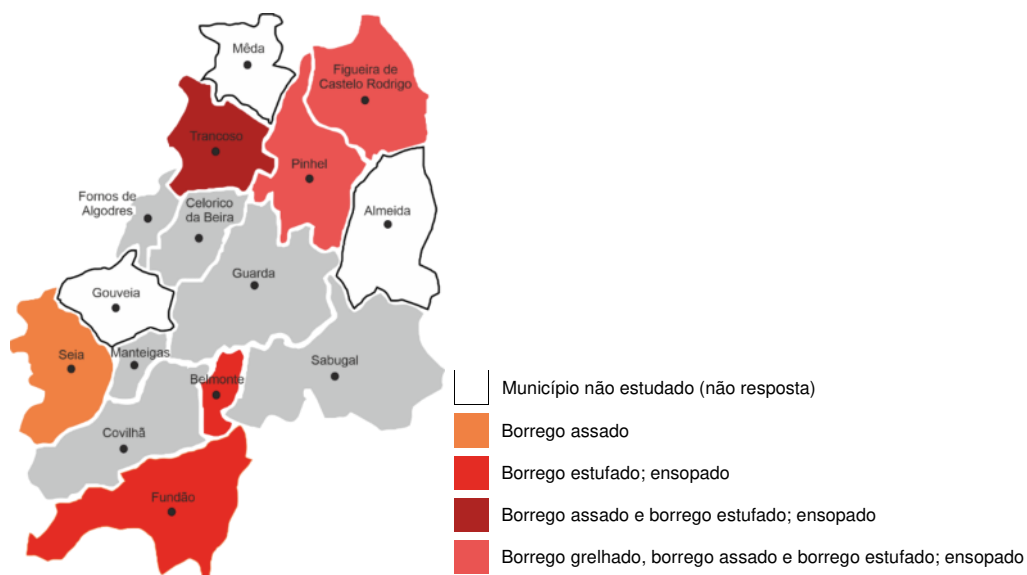 Mêda
Figueira de
Castelo Rodrigo
Trancoso
Pinhel
Fornos de
Algodres
Celorico
da Beira
Almeida
Guarda
Gouveia
Seia
Manteigas
Sabugal
Belmonte
Covilhã
Fundão
Município não estudado (não resposta)
Borrego assado
Borrego estufado; ensopado
Borrego assado e borrego estufado; ensopado
Borrego grelhado, borrego assado e borrego estufado; ensopado